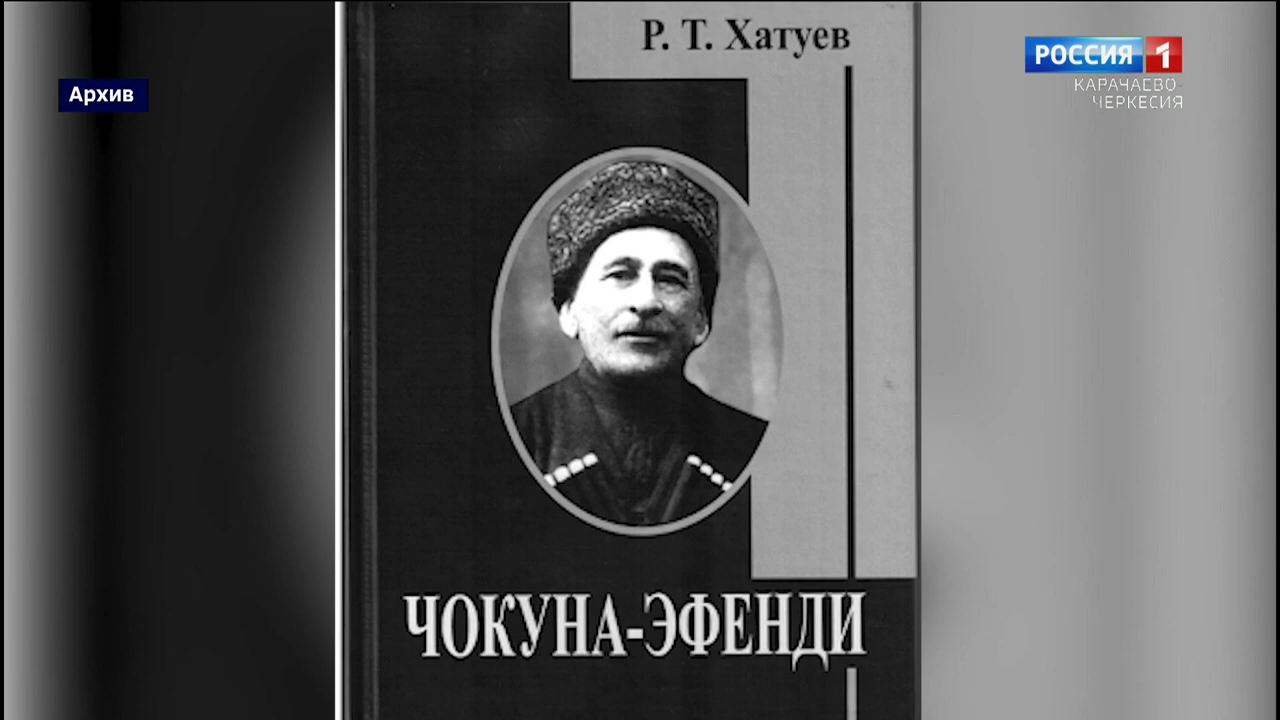 Р. Т. Хатуев
РОССИЯ 1
КАРАЧАЕВО-
ЧЕРКЕСИЯ
Архив
ЧОКУНА-ЭФЕНДИ